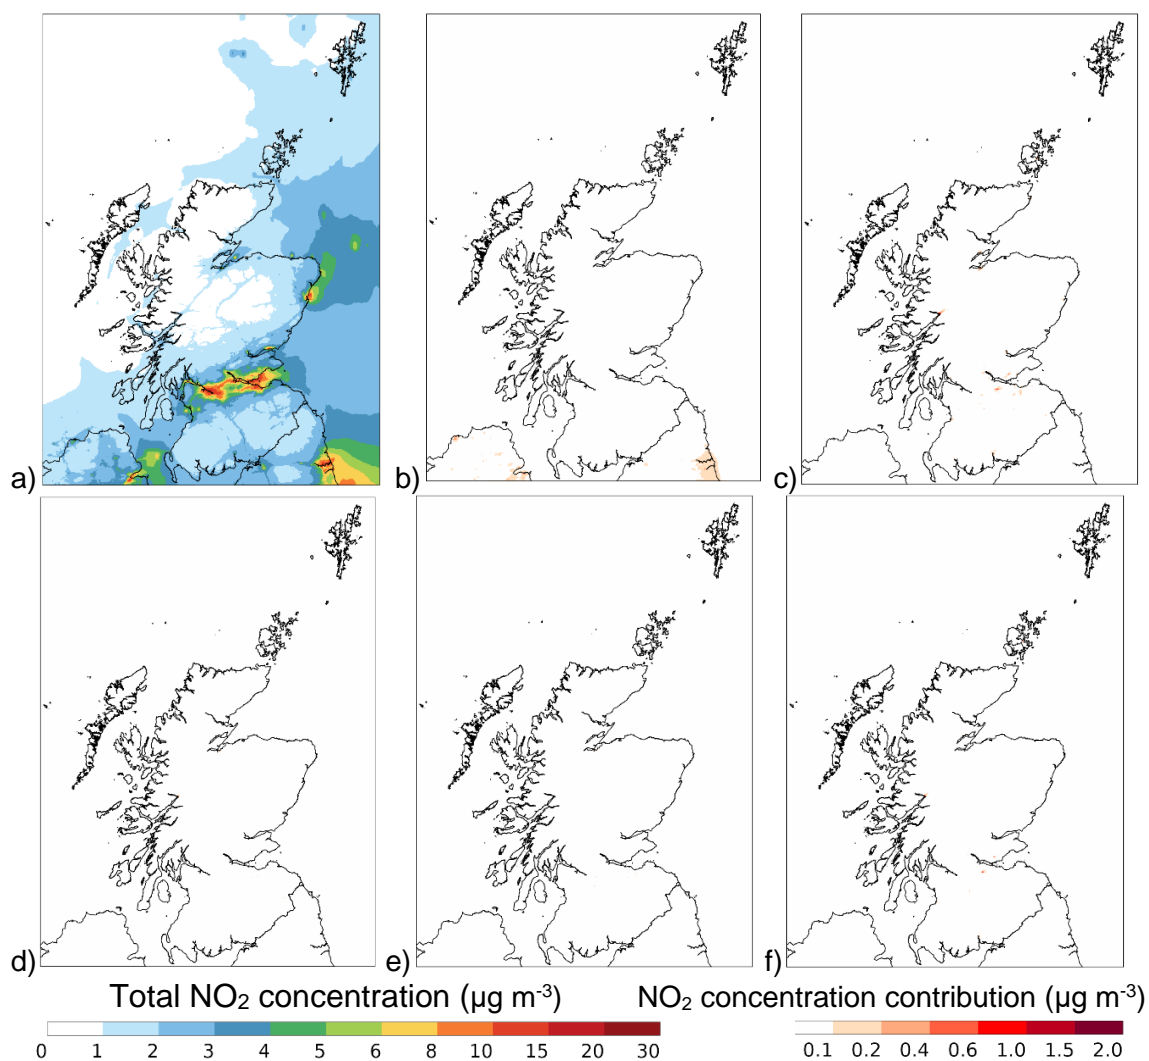 a)
b)
c)
d)
e)
f)
Total NO₂ concentration (µg m⁻³)
NO₂ concentration contribution (µg m⁻³)
0 1 2 3 4 6 8 10 15 20 30
0.1 0.2 0.4 0.6 1.0 1.5 2.0